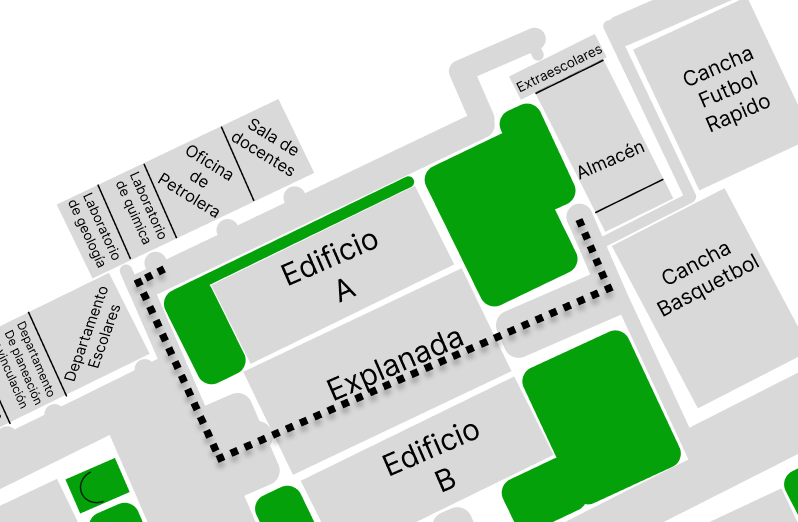 Extraescolares
Cancha
Futbol
Rapido
Almacén
Sala de
docentes
Oficina
de
Petrolera
Laboratorio
de quimica
Laboratorio
de geología
Edificio
A
Cancha
Basquetbol
Departamento
Escolares
Departamento
De planeación
vinculación
Explanada
Edificio
B